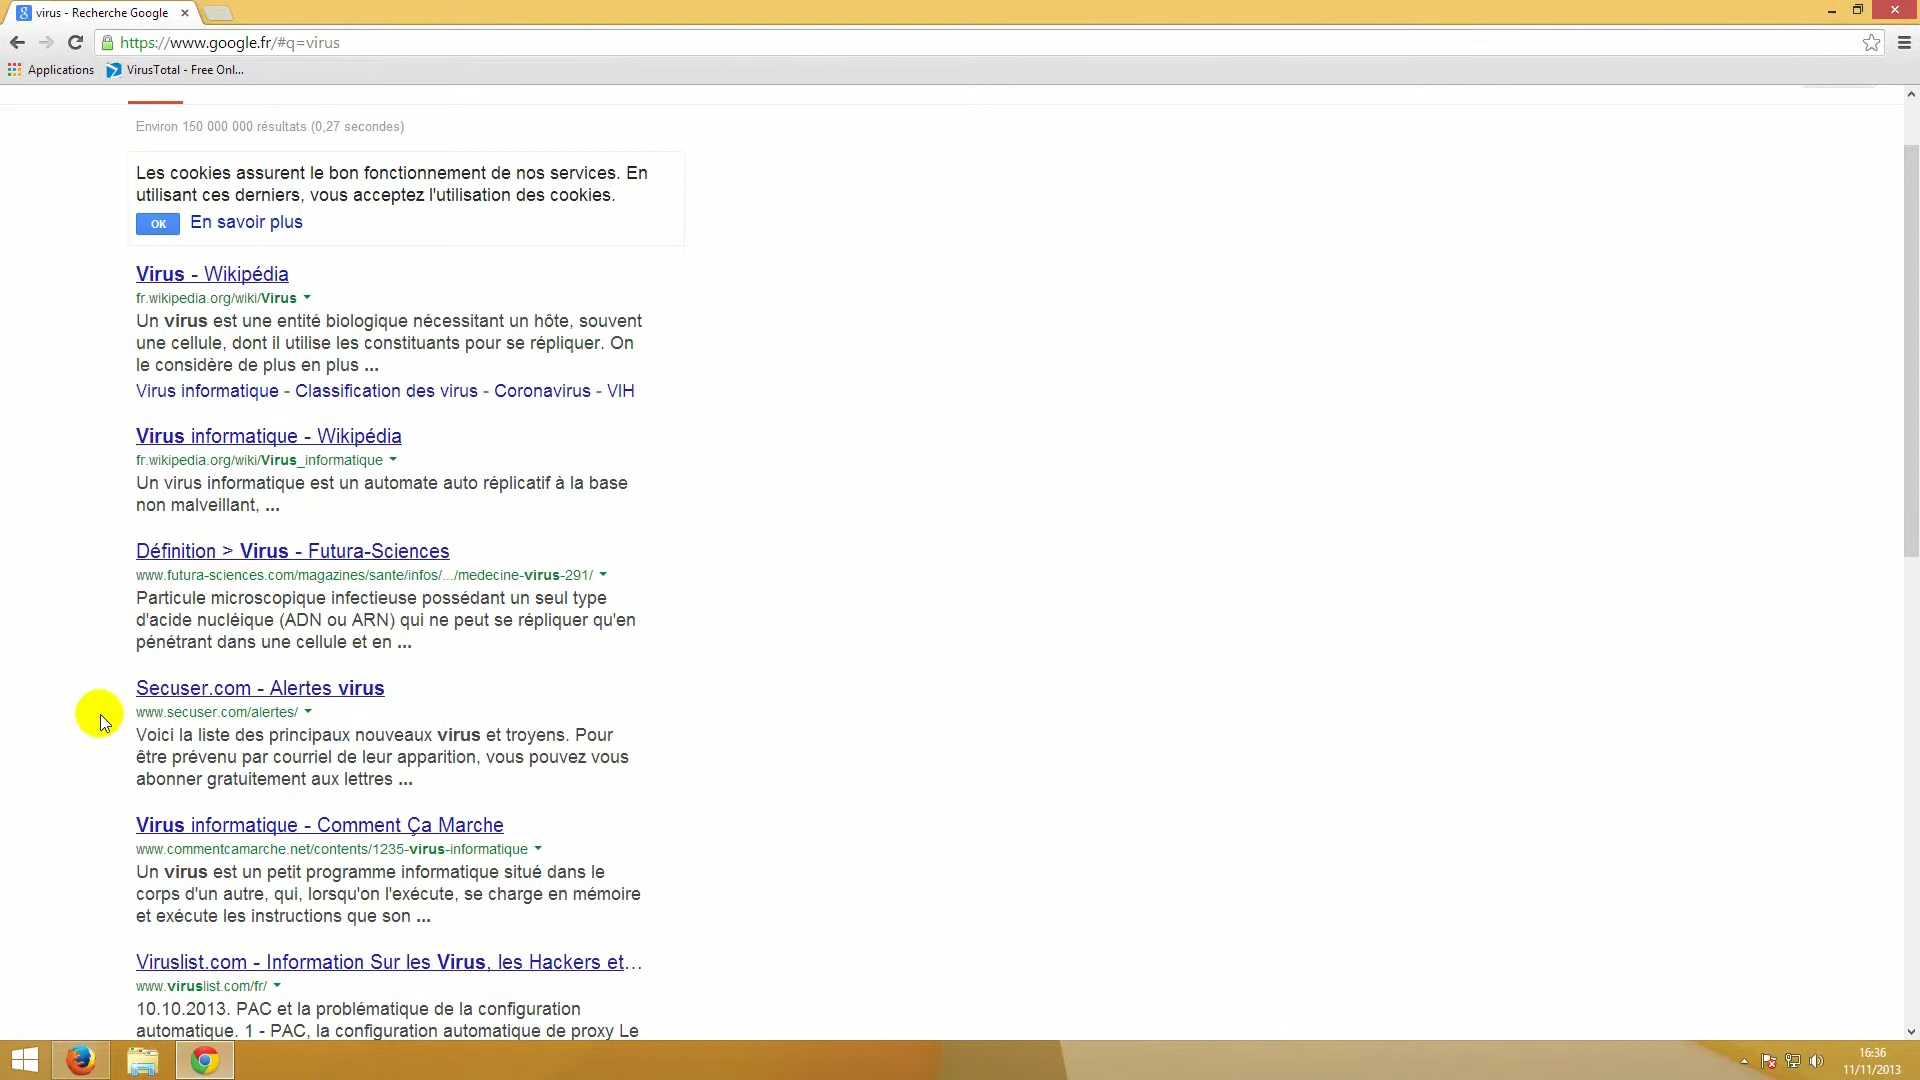 virus - Recherche Google
https://www.google.fr/#q=virus
Applications
VirusTotal - Free Onl...
Environ 150 000 000 résultats (0,27 secondes)
Les cookies assurent le bon fonctionnement de nos services. En
utilisant ces derniers, vous acceptez l'utilisation des cookies.
OK En savoir plus
Virus - Wikipédia
fr.wikipedia.org/wiki/Virus
Un virus est une entité biologique nécessitant un hôte, souvent
une cellule, dont il utilise les constituants pour se répliquer. On
le considère de plus en plus ...
Virus informatique - Classification des virus - Coronavirus - VIH
Virus informatique - Wikipédia
fr.wikipedia.org/wiki/Virus_informatique
Un virus informatique est un automate auto réplicatif à la base
non malveillant, ...
Définition > Virus - Futura-Sciences
www.futura-sciences.com/magazines/sante/infos/.../medecine-virus-291/
Particule microscopique infectieuse possédant un seul type
d'acide nucléique (ADN ou ARN) qui ne peut se répliquer qu'en
pénétrant dans une cellule et en ...
Secuser.com - Alertes virus
www.secuser.com/alertes/
Voici la liste des principaux nouveaux virus et troyens. Pour
être prévenu par courriel de leur apparition, vous pouvez vous
abonner gratuitement aux lettres ...
Virus informatique - Comment Ça Marche
www.commentcamarche.net/contents/1235-virus-informatique
Un virus est un petit programme informatique situé dans le
corps d'un autre, qui, lorsqu'on l'exécute, se charge en mémoire
et exécute les instructions que son ...
Viruslist.com - Information Sur les Virus, les Hackers et...
www.viruslist.com/fr/
10.10.2013. PAC et la problématique de la configuration
automatique. 1 - PAC, la configuration automatique de proxy Le
16:36
11/11/2013